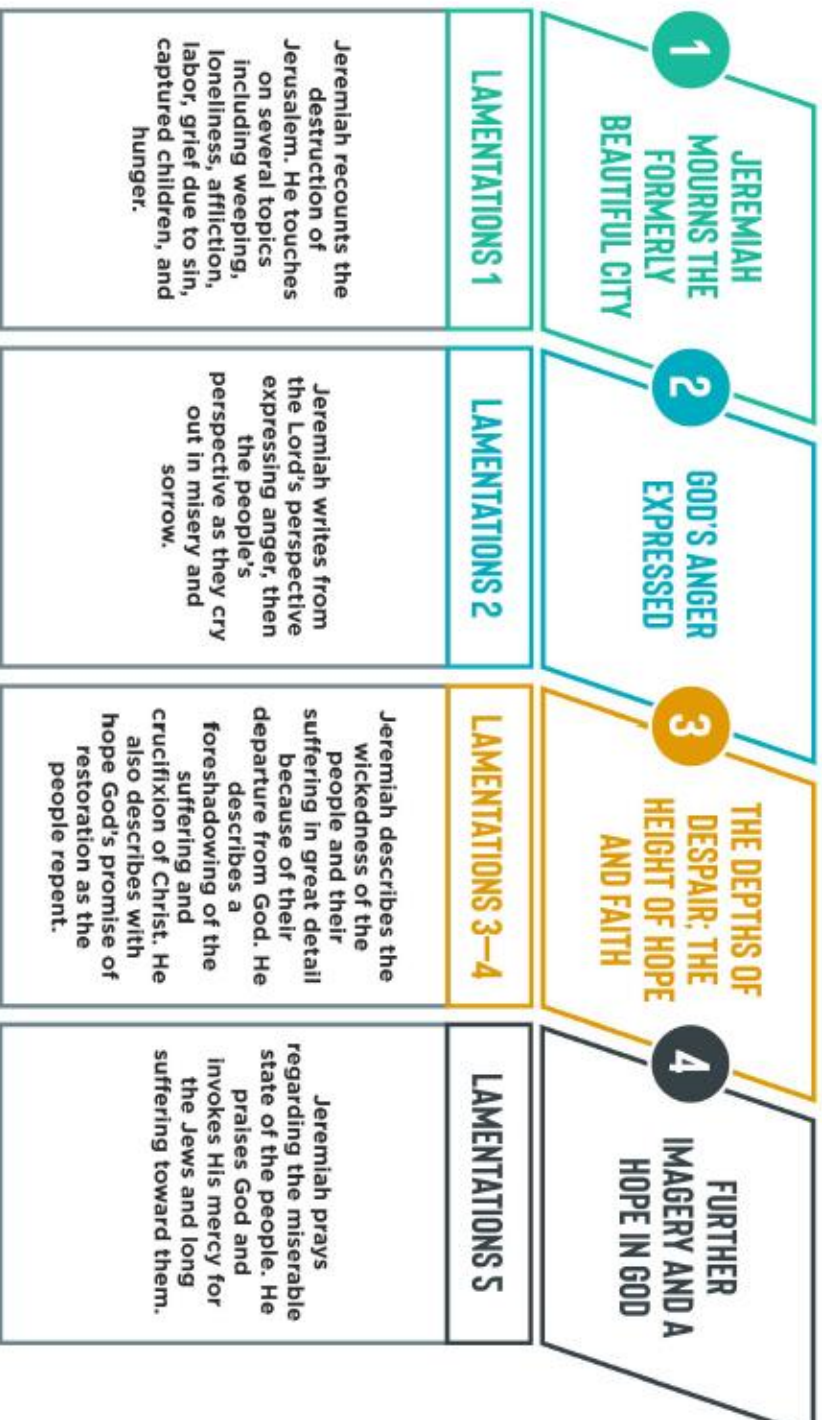 1
JEREMIAH
MOURNS THE
FORMERLY
BEAUTIFUL CITY
LAMENTATIONS 1
Jeremiah recounts the
destruction of
Jerusalem. He touches
on several topics
including weeping,
loneliness, affliction,
labor, grief due to sin,
captured children, and
hunger.
2
GOD'S ANGER
EXPRESSED
LAMENTATIONS 2
Jeremiah writes from
the Lord's perspective
expressing anger, then
the people's
perspective as they cry
out in misery and
sorrow.
3
THE DEPTHS OF
DESPAIR; THE
HEIGHT OF HOPE
AND FAITH
LAMENTATIONS 3–4
Jeremiah describes the
wickedness of the
people and their
suffering in great detail
because of their
departure from God. He
describes a
foreshadowing of the
suffering and
crucifixion of Christ. He
also describes with
hope God's promise of
restoration as the
people repent.
4
FURTHER
IMAGERY AND A
HOPE IN GOD
LAMENTATIONS 5
Jeremiah prays
regarding the miserable
state of the people. He
praises God and
invokes His mercy for
the Jews and long
suffering toward them.